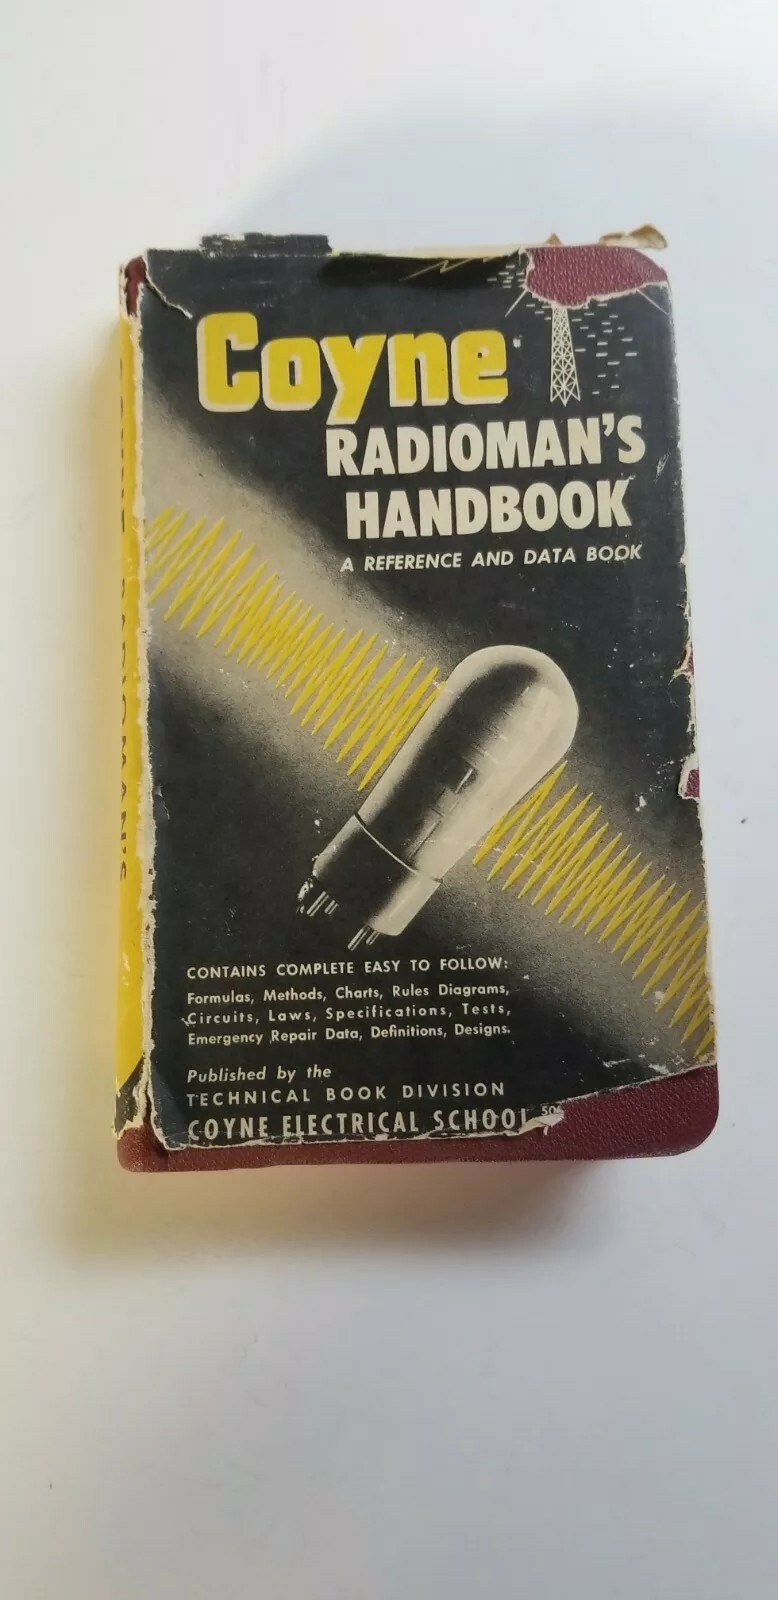 Coyne
RADIOMAN'S
HANDBOOK
A REFERENCE AND DATA BOOK
CONTAINS COMPLETE EASY TO FOLLOW:
Formulas, Methods, Charts, Rules Diagrams,
Circuits, Laws, Specifications, Tests,
Emergency Repair Data, Definitions, Designs.
Published by the
TECHNICAL BOOK DIVISION
COYNE ELECTRICAL SCHOOL
RADIOMAN'S